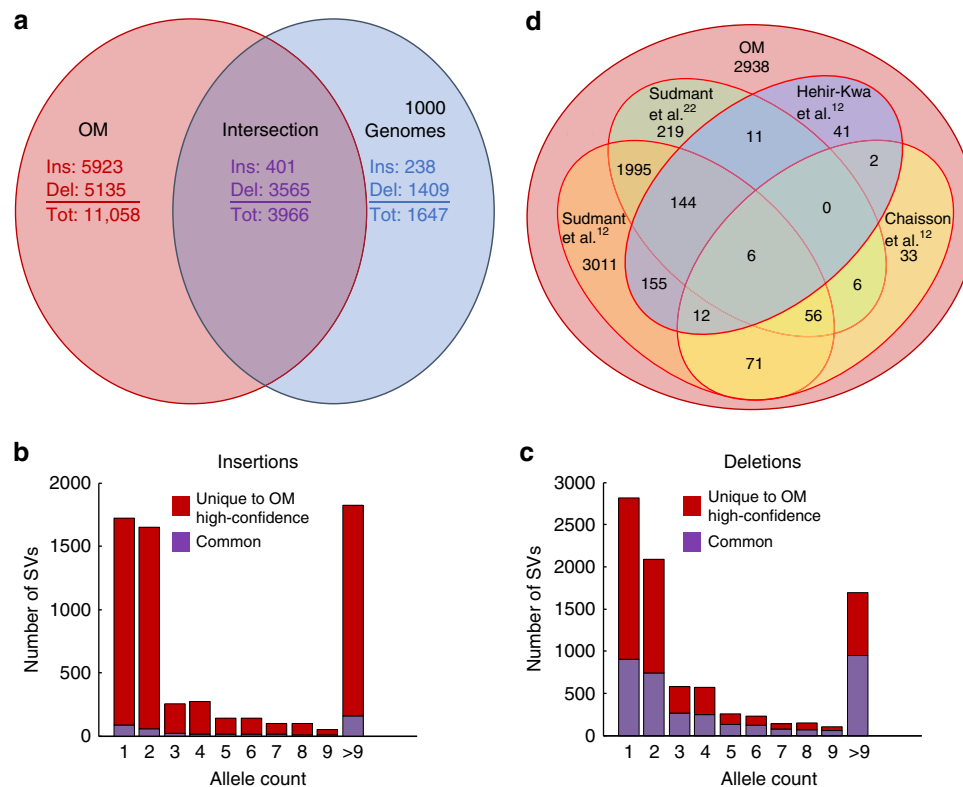 a
OM
Ins: 5923
Del: 5135
Tot: 11,058
Intersection
Ins: 401
Del: 3565
Tot: 3966
1000
Genomes
Ins: 238
Del: 1409
Tot: 1647
d
OM
2938
Sudmant
et al.22
219
Hehir-Kwa
et al.12
41
11
2
1995
144
0
Sudmant
et al.12
3011
Chaisson
et al.12
33
6
155
6
12
56
71
b
Insertions
2000
1500
1000
500
0
Number of SVs
Unique to OM
high-confidence
Common
1 2 3 4 5 6 7 8 9 >9
Allele count
c
Deletions
3000
2500
2000
1500
1000
500
0
Number of SVs
Unique to OM
high-confidence
Common
1 2 3 4 5 6 7 8 9 >9
Allele count